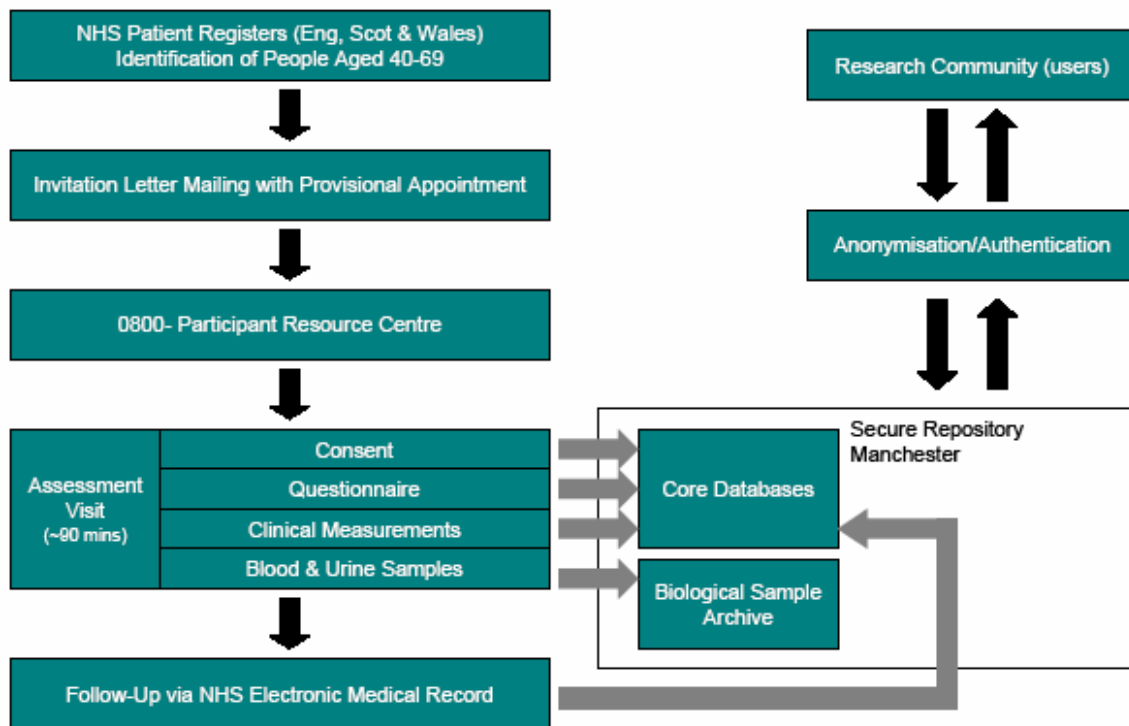 NHS Patient Registers (Eng, Scot & Wales)
Identification of People Aged 40-69
Invitation Letter Mailing with Provisional Appointment
0800- Participant Resource Centre
Assessment
Visit
(~90 mins)
Consent
Questionnaire
Clinical Measurements
Blood & Urine Samples
Follow-Up via NHS Electronic Medical Record
Research Community (users)
Anonymisation/Authentication
Secure Repository
Manchester
Core Databases
Biological Sample
Archive